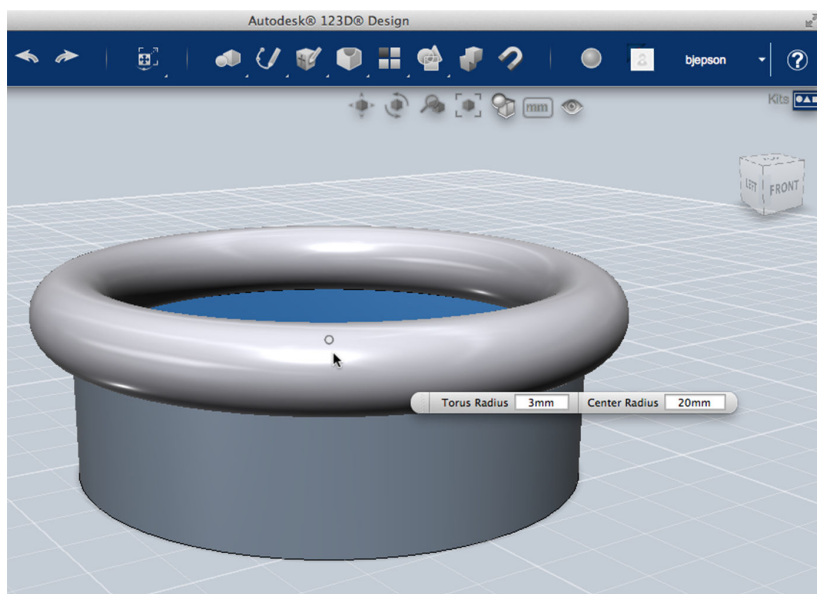 Autodesk® 123D® Design
bjepson
?
mm
Kits
LEFT
FRONT
Torus Radius 3mm Center Radius 20mm